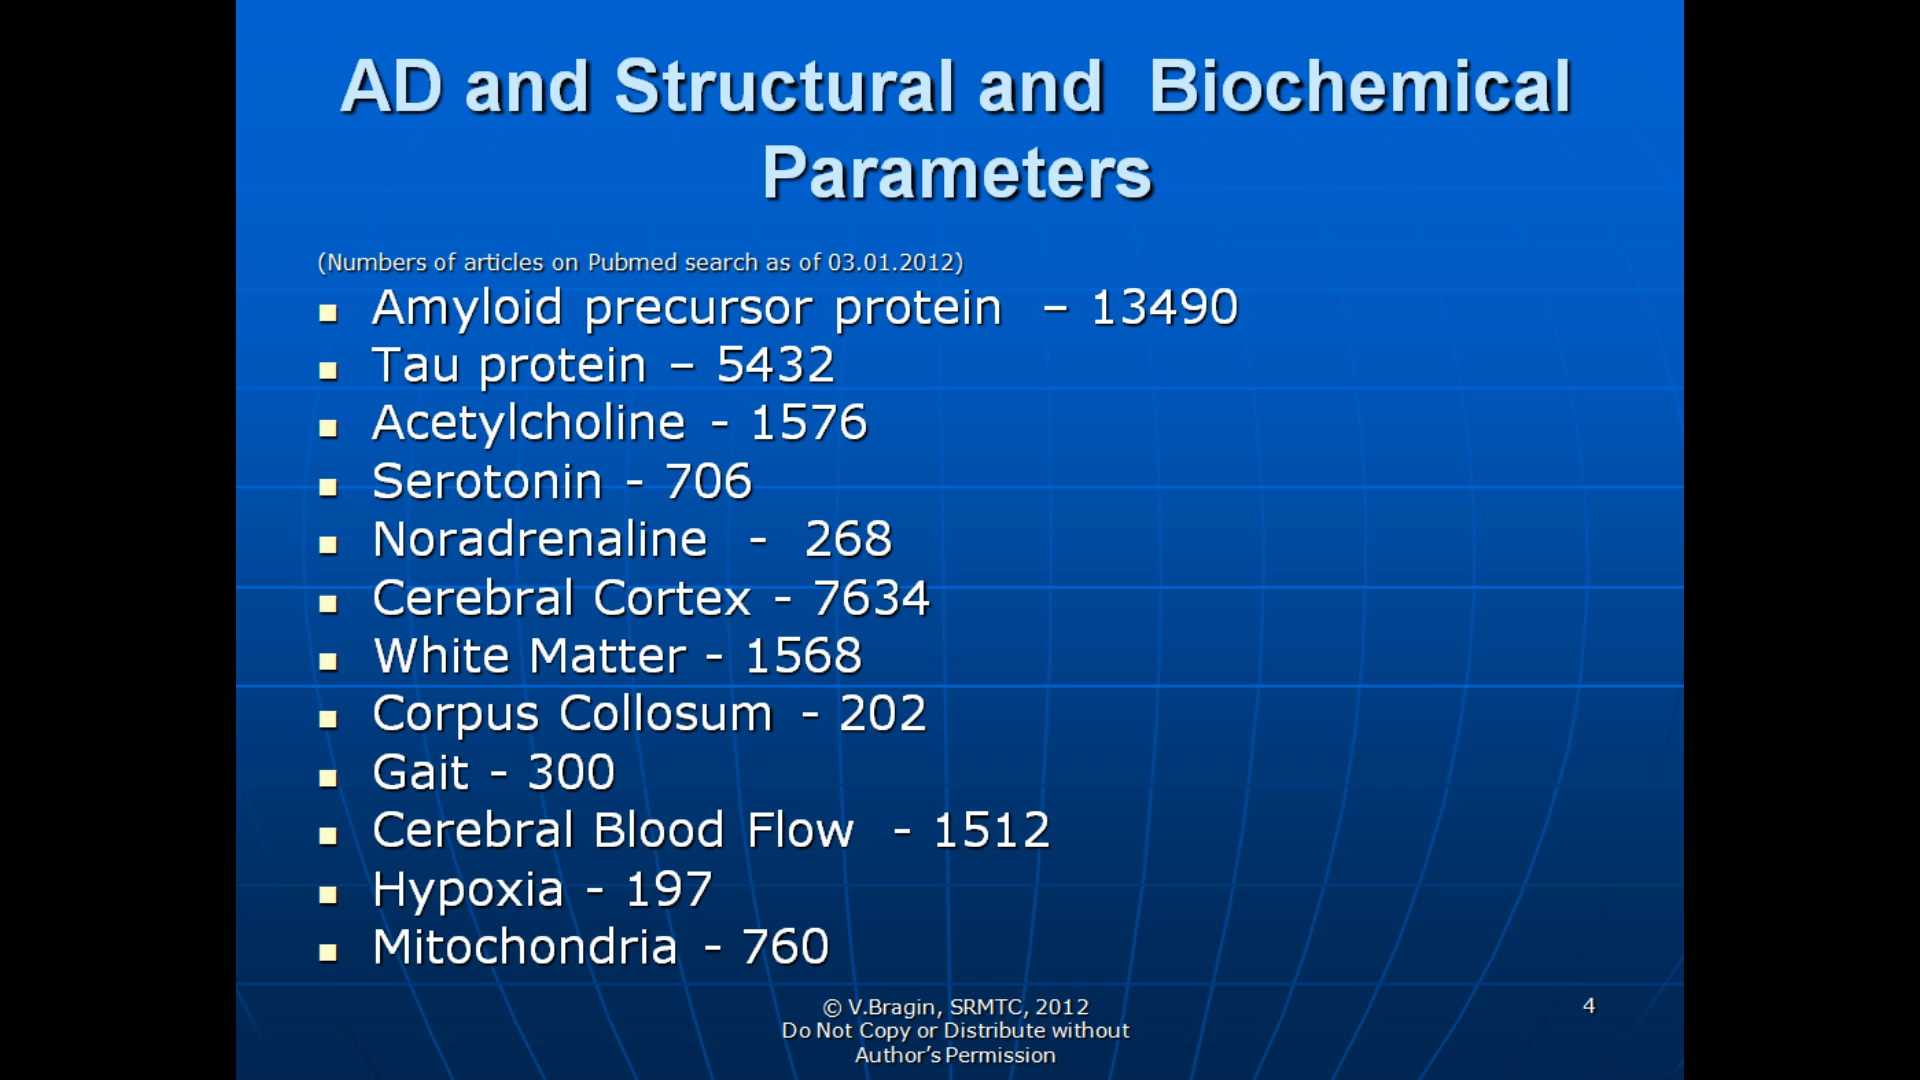 AD and Structural and Biochemical
Parameters
(Numbers of articles on Pubmed search as of 03.01.2012)
Amyloid precursor protein – 13490
Tau protein – 5432
Acetylcholine - 1576
Serotonin - 706
Noradrenaline - 268
Cerebral Cortex - 7634
White Matter - 1568
Corpus Collosum - 202
Gait - 300
Cerebral Blood Flow - 1512
Hypoxia - 197
Mitochondria - 760
© V.Bragin, SRMTC, 2012
Do Not Copy or Distribute without
Author's Permission
4